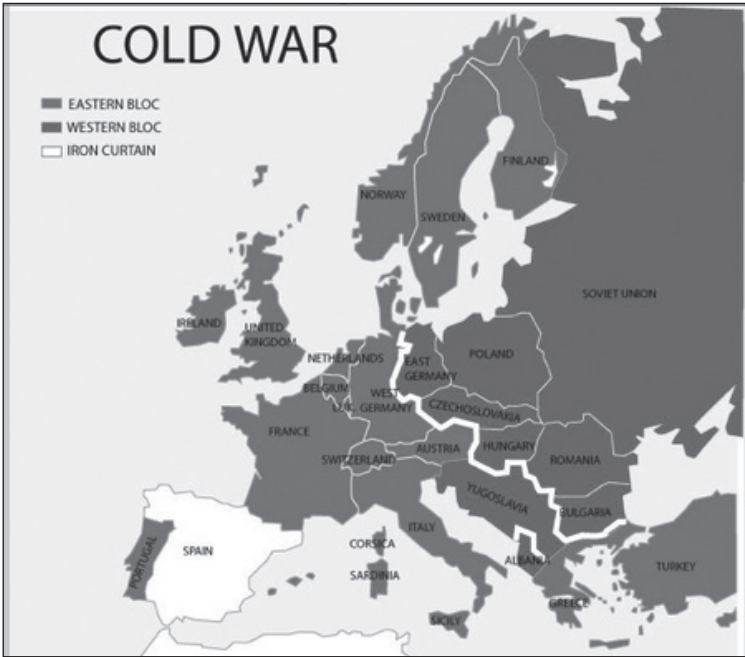 COLD WAR
EASTERN BLOC
WESTERN BLOC
IRON CURTAIN
FINLAND
NORWAY
SWEDEN
SOVIET UNION
IRELAND
UNITED
KINGDOM
NETHERLANDS
EAST
GERMANY
POLAND
BELGIUM
WEST
LUX. GERMANY
CZECHOSLOVAKIA
FRANCE
SWITZERLAND
AUSTRIA
HUNGARY
ROMANIA
YUGOSLAVIA
BULGARIA
ITALY
CORSICA
PORTUGAL
SPAIN
ALBANIA
SARDINIA
TURKEY
GREECE
SICILY